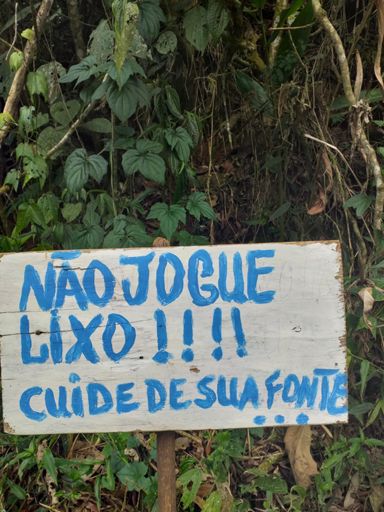 NÃO JOGUE
LIXO!!!!
CUIDE DE SUA FONTE...